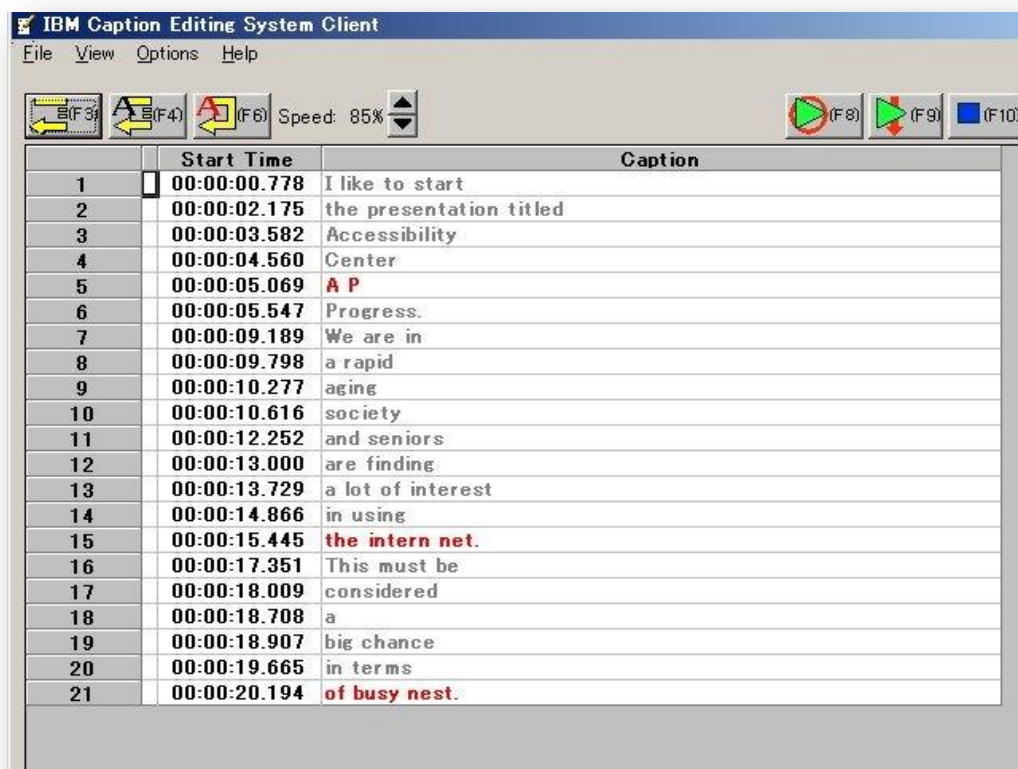 IBM Caption Editing System Client
File View Options Help
(F3) A (F4) A (F6) Speed: 85% (F8) (F9) (F10)
Start Time Caption
1 00:00:00.778 I like to start
2 00:00:02.175 the presentation titled
3 00:00:03.582 Accessibility
4 00:00:04.560 Center
5 00:00:05.069 A P
6 00:00:05.547 Progress.
7 00:00:09.189 We are in
8 00:00:09.798 a rapid
9 00:00:10.277 aging
10 00:00:10.616 society
11 00:00:12.252 and seniors
12 00:00:13.000 are finding
13 00:00:13.729 a lot of interest
14 00:00:14.866 in using
15 00:00:15.445 the intern net.
16 00:00:17.351 This must be
17 00:00:18.009 considered
18 00:00:18.708 a
19 00:00:18.907 big chance
20 00:00:19.665 in terms
21 00:00:20.194 of busy nest.